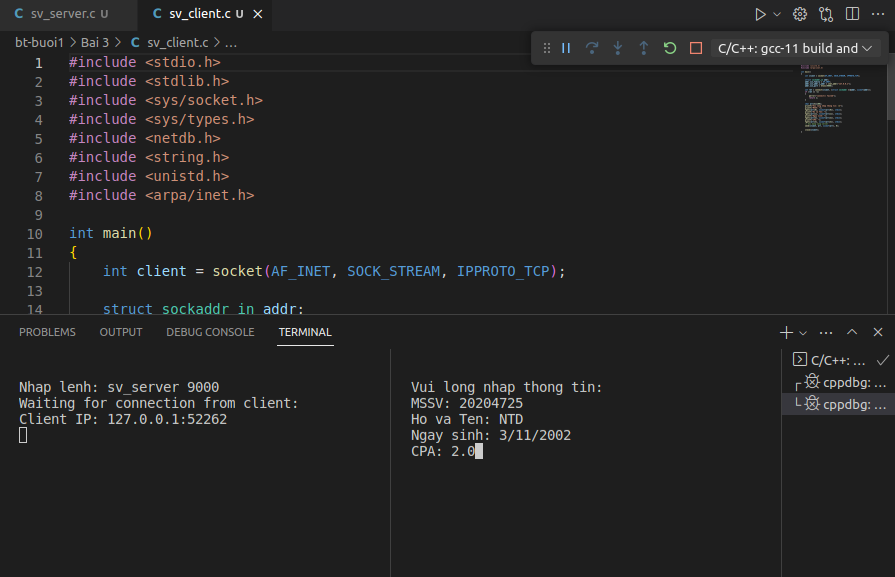 C sv_server.c U C sv_client.c U
bt-buoi1 > Bai 3 > C sv_client.c > ...
C/C++: gcc-11 build and
1 #include <stdio.h>
2 #include <stdlib.h>
3 #include <sys/socket.h>
4 #include <sys/types.h>
5 #include <netdb.h>
6 #include <string.h>
7 #include <unistd.h>
8 #include <arpa/inet.h>
9
10 int main()
11 {
12 int client = socket(AF_INET, SOCK_STREAM, IPPROTO_TCP);
13
14 struct sockaddr_in addr;
PROBLEMS OUTPUT DEBUG CONSOLE TERMINAL
Nhap lenh: sv_server 9000
Waiting for connection from client:
Client IP: 127.0.0.1:52262
Vui long nhap thong tin:
MSSV: 20204725
Ho va Ten: NTD
Ngay sinh: 3/11/2002
CPA: 2.0
C/C++: ...
cppdbg: ...
cppdbg: ...